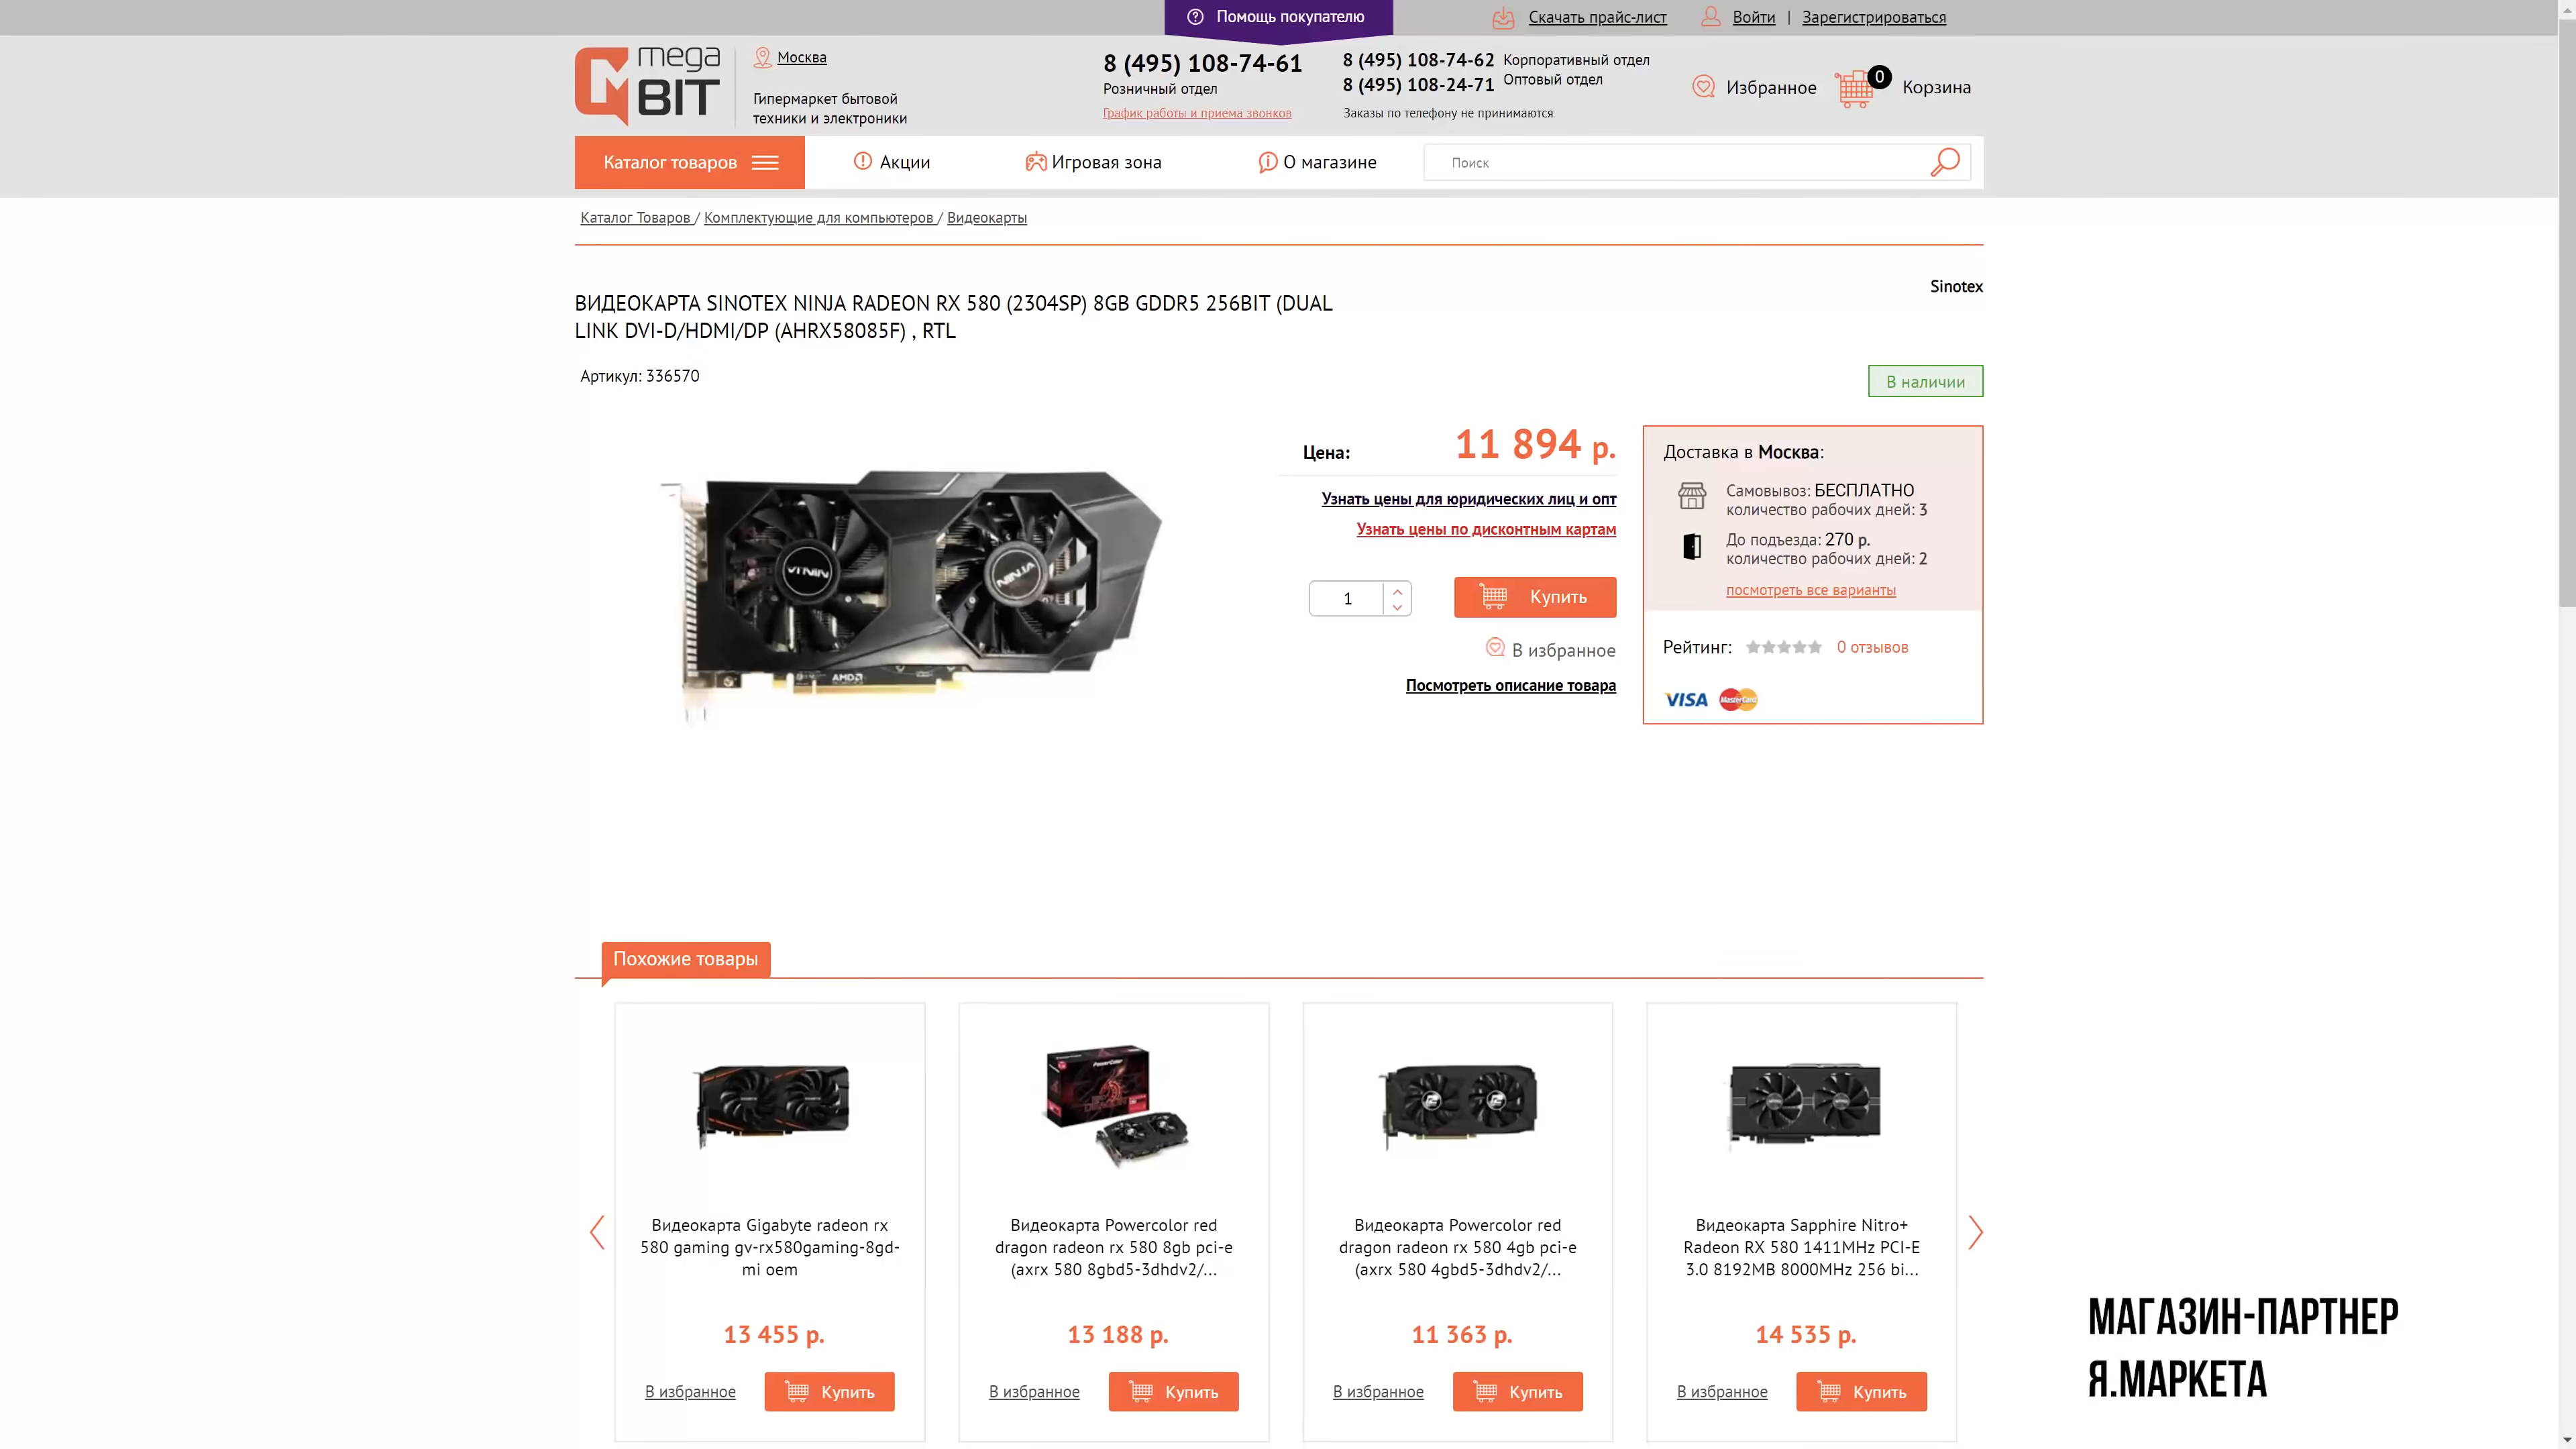 Помощь покупателю
Скачать прайс-лист
Войти | Зарегистрироваться
mega
BIT
Москва
Гипермаркет бытовой
техники и электроники
8 (495) 108-74-61
Розничный отдел
График работы и приема звонков
8 (495) 108-74-62 Корпоративный отдел
8 (495) 108-24-71 Оптовый отдел
Заказы по телефону не принимаются
Избранное
0
Корзина
Каталог товаров
Акции
Игровая зона
О магазине
Поиск
Каталог Товаров / Комплектующие для компьютеров / Видеокарты
Sinotex
ВИДЕОКАРТА SINOTEX NINJA RADEON RX 580 (2304SP) 8GB GDDR5 256BIT (DUAL
LINK DVI-D/HDMI/DP (AHRX58085F) , RTL
Артикул: 336570
В наличии
NINJA
NINJA
AMD
Цена: 11 894 р.
Узнать цены для юридических лиц и опт
Узнать цены по дисконтным картам
1
Купить
В избранное
Посмотреть описание товара
Доставка в Москва:
Самовывоз: БЕСПЛАТНО
количество рабочих дней: 3
До подъезда: 270 р.
количество рабочих дней: 2
посмотреть все варианты
Рейтинг: 0 отзывов
VISA MasterCard
Похожие товары
Видеокарта Gigabyte radeon rx
580 gaming gv-rx580gaming-8gd-
mi oem
13 455 р.
В избранное
Купить
Видеокарта Powercolor red
dragon radeon rx 580 8gb pci-e
(axrx 580 8gbd5-3dhdv2/...
13 188 р.
В избранное
Купить
Видеокарта Powercolor red
dragon radeon rx 580 4gb pci-e
(axrx 580 4gbd5-3dhdv2/...
11 363 р.
В избранное
Купить
Видеокарта Sapphire Nitro+
Radeon RX 580 1411MHz PCI-E
3.0 8192MB 8000MHz 256 bi...
14 535 р.
В избранное
Купить
МАГАЗИН-ПАРТНЕР
Я.МАРКЕТА